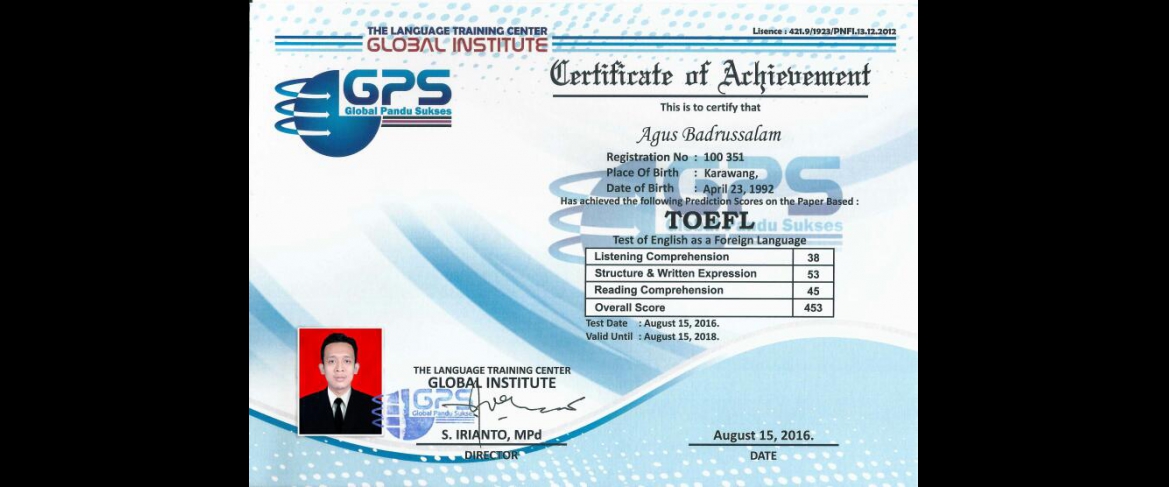 THE LANGUAGE TRAINING CENTER
GLOBAL INSTITUTE
Lisence : 421.9/1923/PNFI.13.12.2012
GPS
Global Pandu Sukses
Certificate of Achievement
This is to certify that
Agus Badrussalam
Registration No : 100 351
Place Of Birth : Karawang,
Date of Birth : April 23, 1992
Has achieved the following Prediction Scores on the Paper Based :
TOEFL
Test of English as a Foreign Language
Listening Comprehension 38
Structure & Written Expression 53
Reading Comprehension 45
Overall Score 453
Test Date : August 15, 2016.
Valid Until : August 15, 2018.
GPS
Global Pandu Sukses
THE LANGUAGE TRAINING CENTER
GLOBAL INSTITUTE
GPS
Global Pandu Sukses
S. IRIANTO, MPd
DIRECTOR
August 15, 2016.
DATE